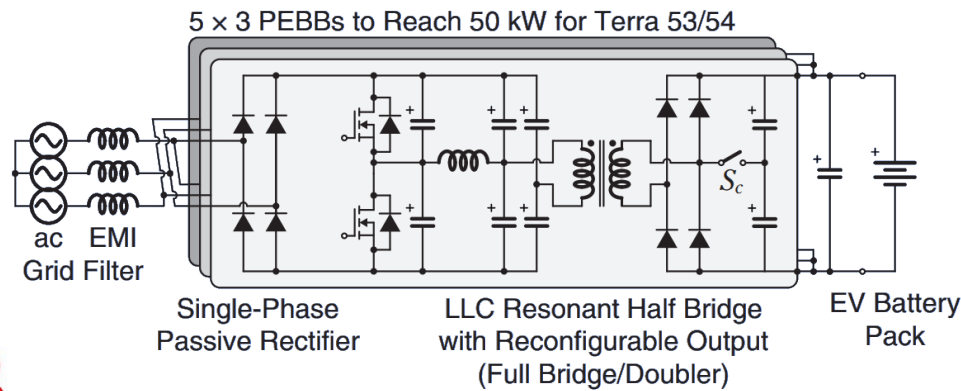 5 × 3 PEBBs to Reach 50 kW for Terra 53/54
+
+
+
+
+
+
+
+
+
+
S꜀
ac EMI
Grid Filter
Single-Phase
Passive Rectifier
LLC Resonant Half Bridge
with Reconfigurable Output
(Full Bridge/Doubler)
EV Battery
Pack